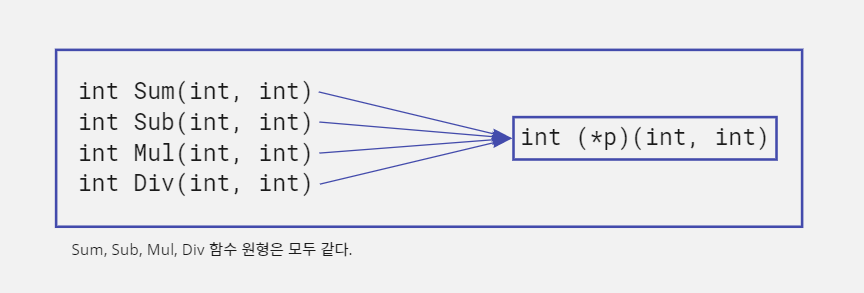 int Sum(int, int)
int Sub(int, int)
int Mul(int, int)
int Div(int, int)
int (*p)(int, int)
Sum, Sub, Mul, Div 함수 원형은 모두 같다.